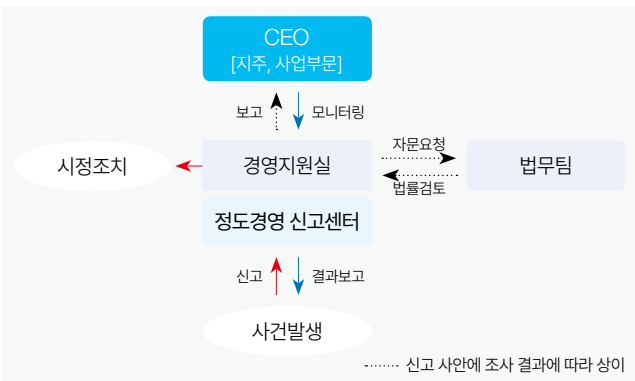 CEO
[지주, 사업부문]
보고
모니터링
시정조치
경영지원실
자문요청
법률검토
법무팀
정도경영 신고센터
신고
결과보고
사건발생
신고 사안에 조사 결과에 따라 상이